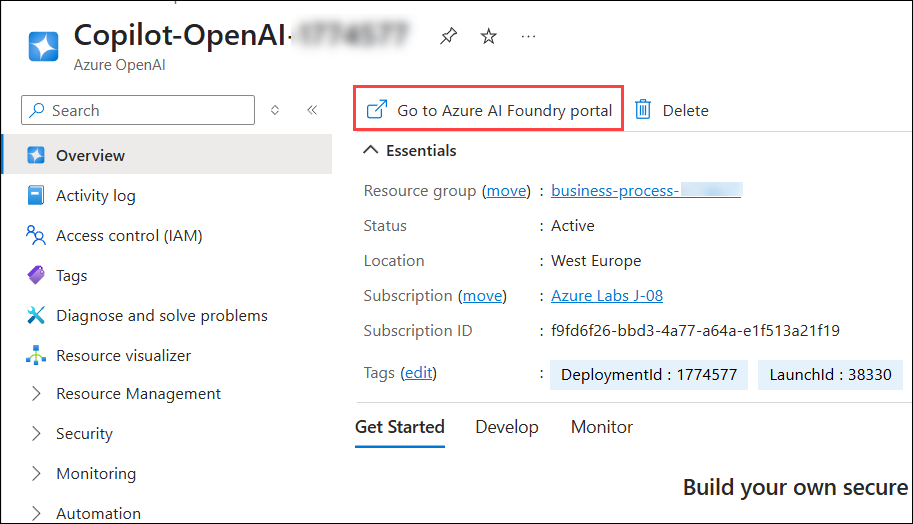 Copilot-OpenAI-
Azure OpenAI
Search
Go to Azure AI Foundry portal
Delete
Overview
Activity log
Access control (IAM)
Tags
Diagnose and solve problems
Resource visualizer
Resource Management
Security
Monitoring
Automation
Essentials
Resource group (move) : business-process-
Status : Active
Location : West Europe
Subscription (move) : Azure Labs J-08
Subscription ID : f9fd6f26-bbd3-4a77-a64a-e1f513a21f19
Tags (edit) : DeploymentId : 1774577 LaunchId : 38330
Get Started Develop Monitor
Build your own secure